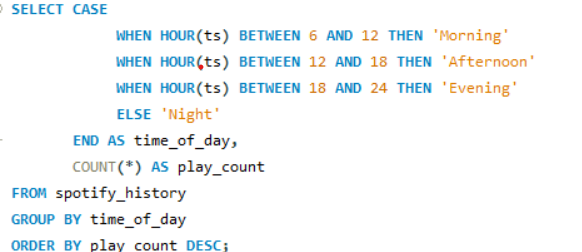 SELECT CASE
WHEN HOUR(ts) BETWEEN 6 AND 12 THEN 'Morning'
WHEN HOUR(ts) BETWEEN 12 AND 18 THEN 'Afternoon'
WHEN HOUR(ts) BETWEEN 18 AND 24 THEN 'Evening'
ELSE 'Night'
END AS time_of_day,
COUNT(*) AS play_count
FROM spotify_history
GROUP BY time_of_day
ORDER BY play_count DESC;